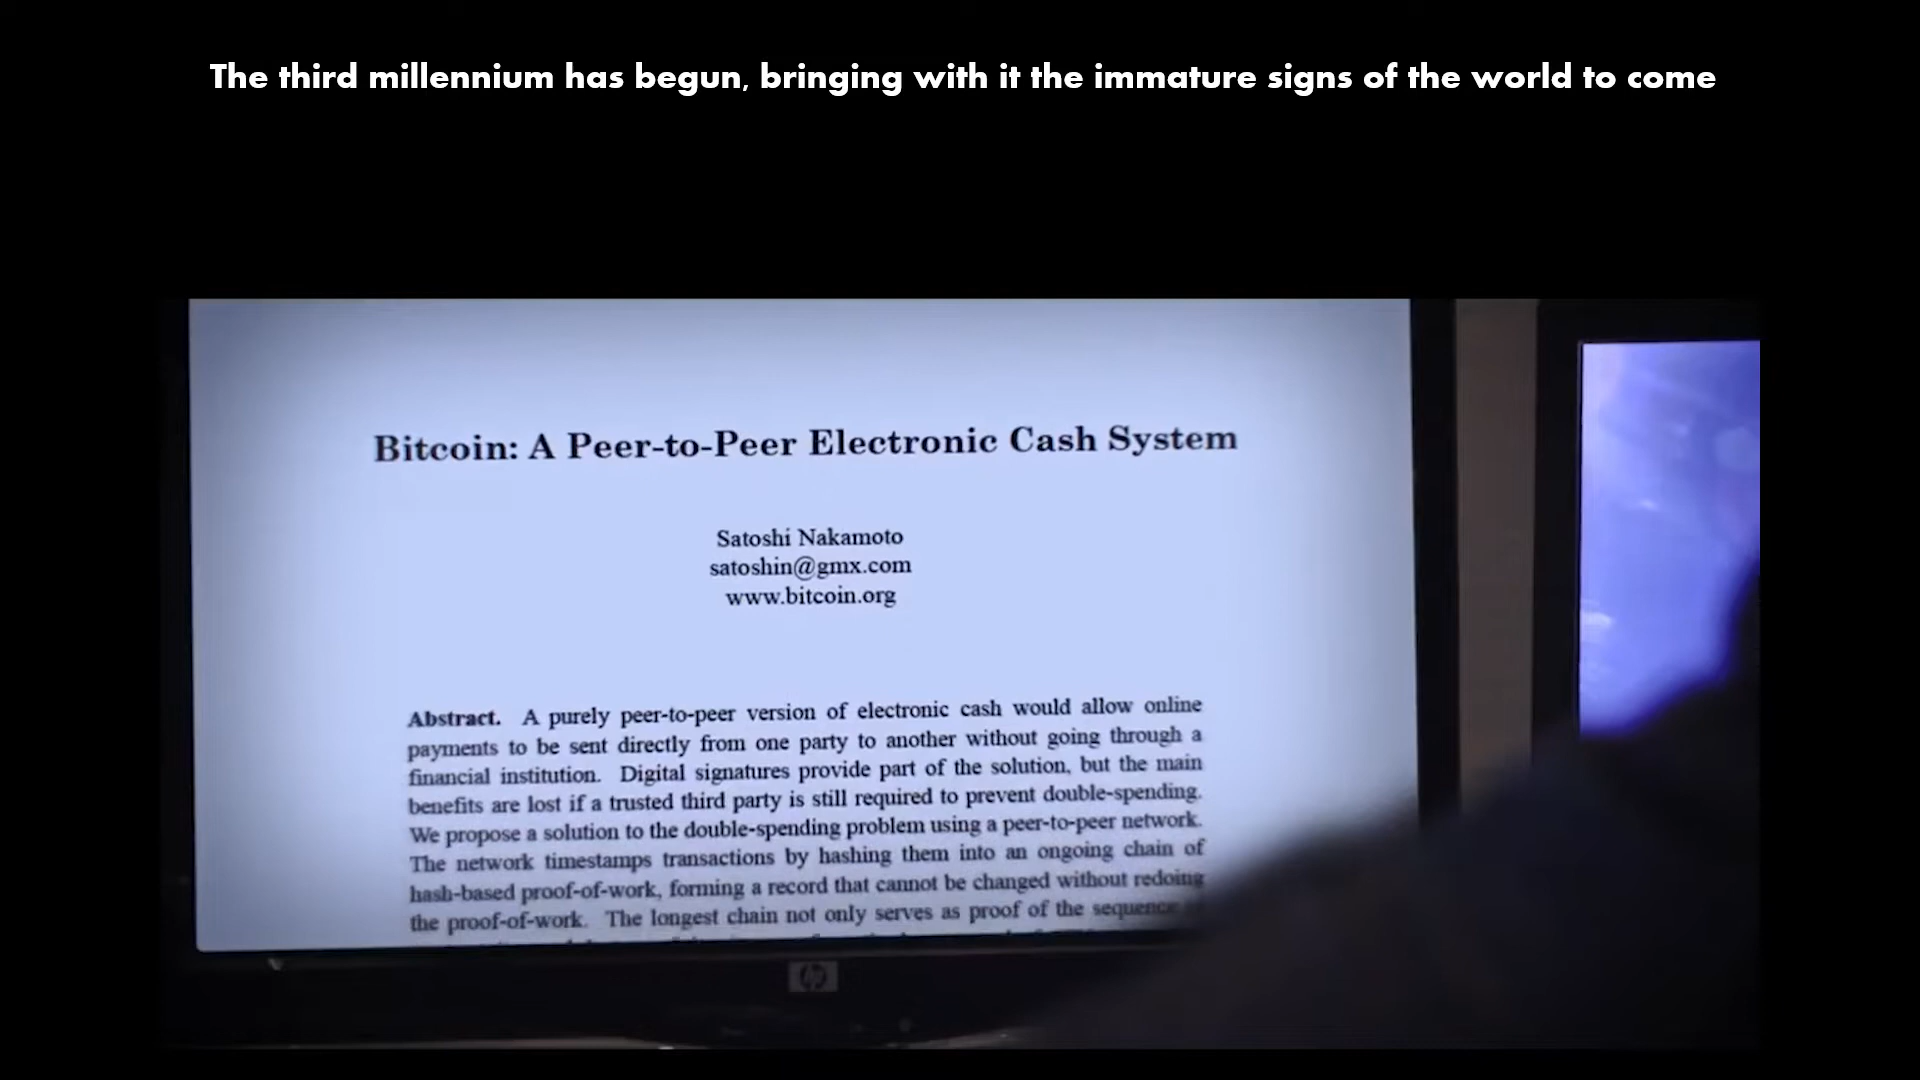 The third millennium has begun, bringing with it the immature signs of the world to come
Bitcoin: A Peer-to-Peer Electronic Cash System
Satoshi Nakamoto
satoshin@gmx.com
www.bitcoin.org
Abstract. A purely peer-to-peer version of electronic cash would allow online
payments to be sent directly from one party to another without going through a
financial institution. Digital signatures provide part of the solution, but the main
benefits are lost if a trusted third party is still required to prevent double-spending.
We propose a solution to the double-spending problem using a peer-to-peer network.
The network timestamps transactions by hashing them into an ongoing chain of
hash-based proof-of-work, forming a record that cannot be changed without redoing
the proof-of-work. The longest chain not only serves as proof of the sequence
hp